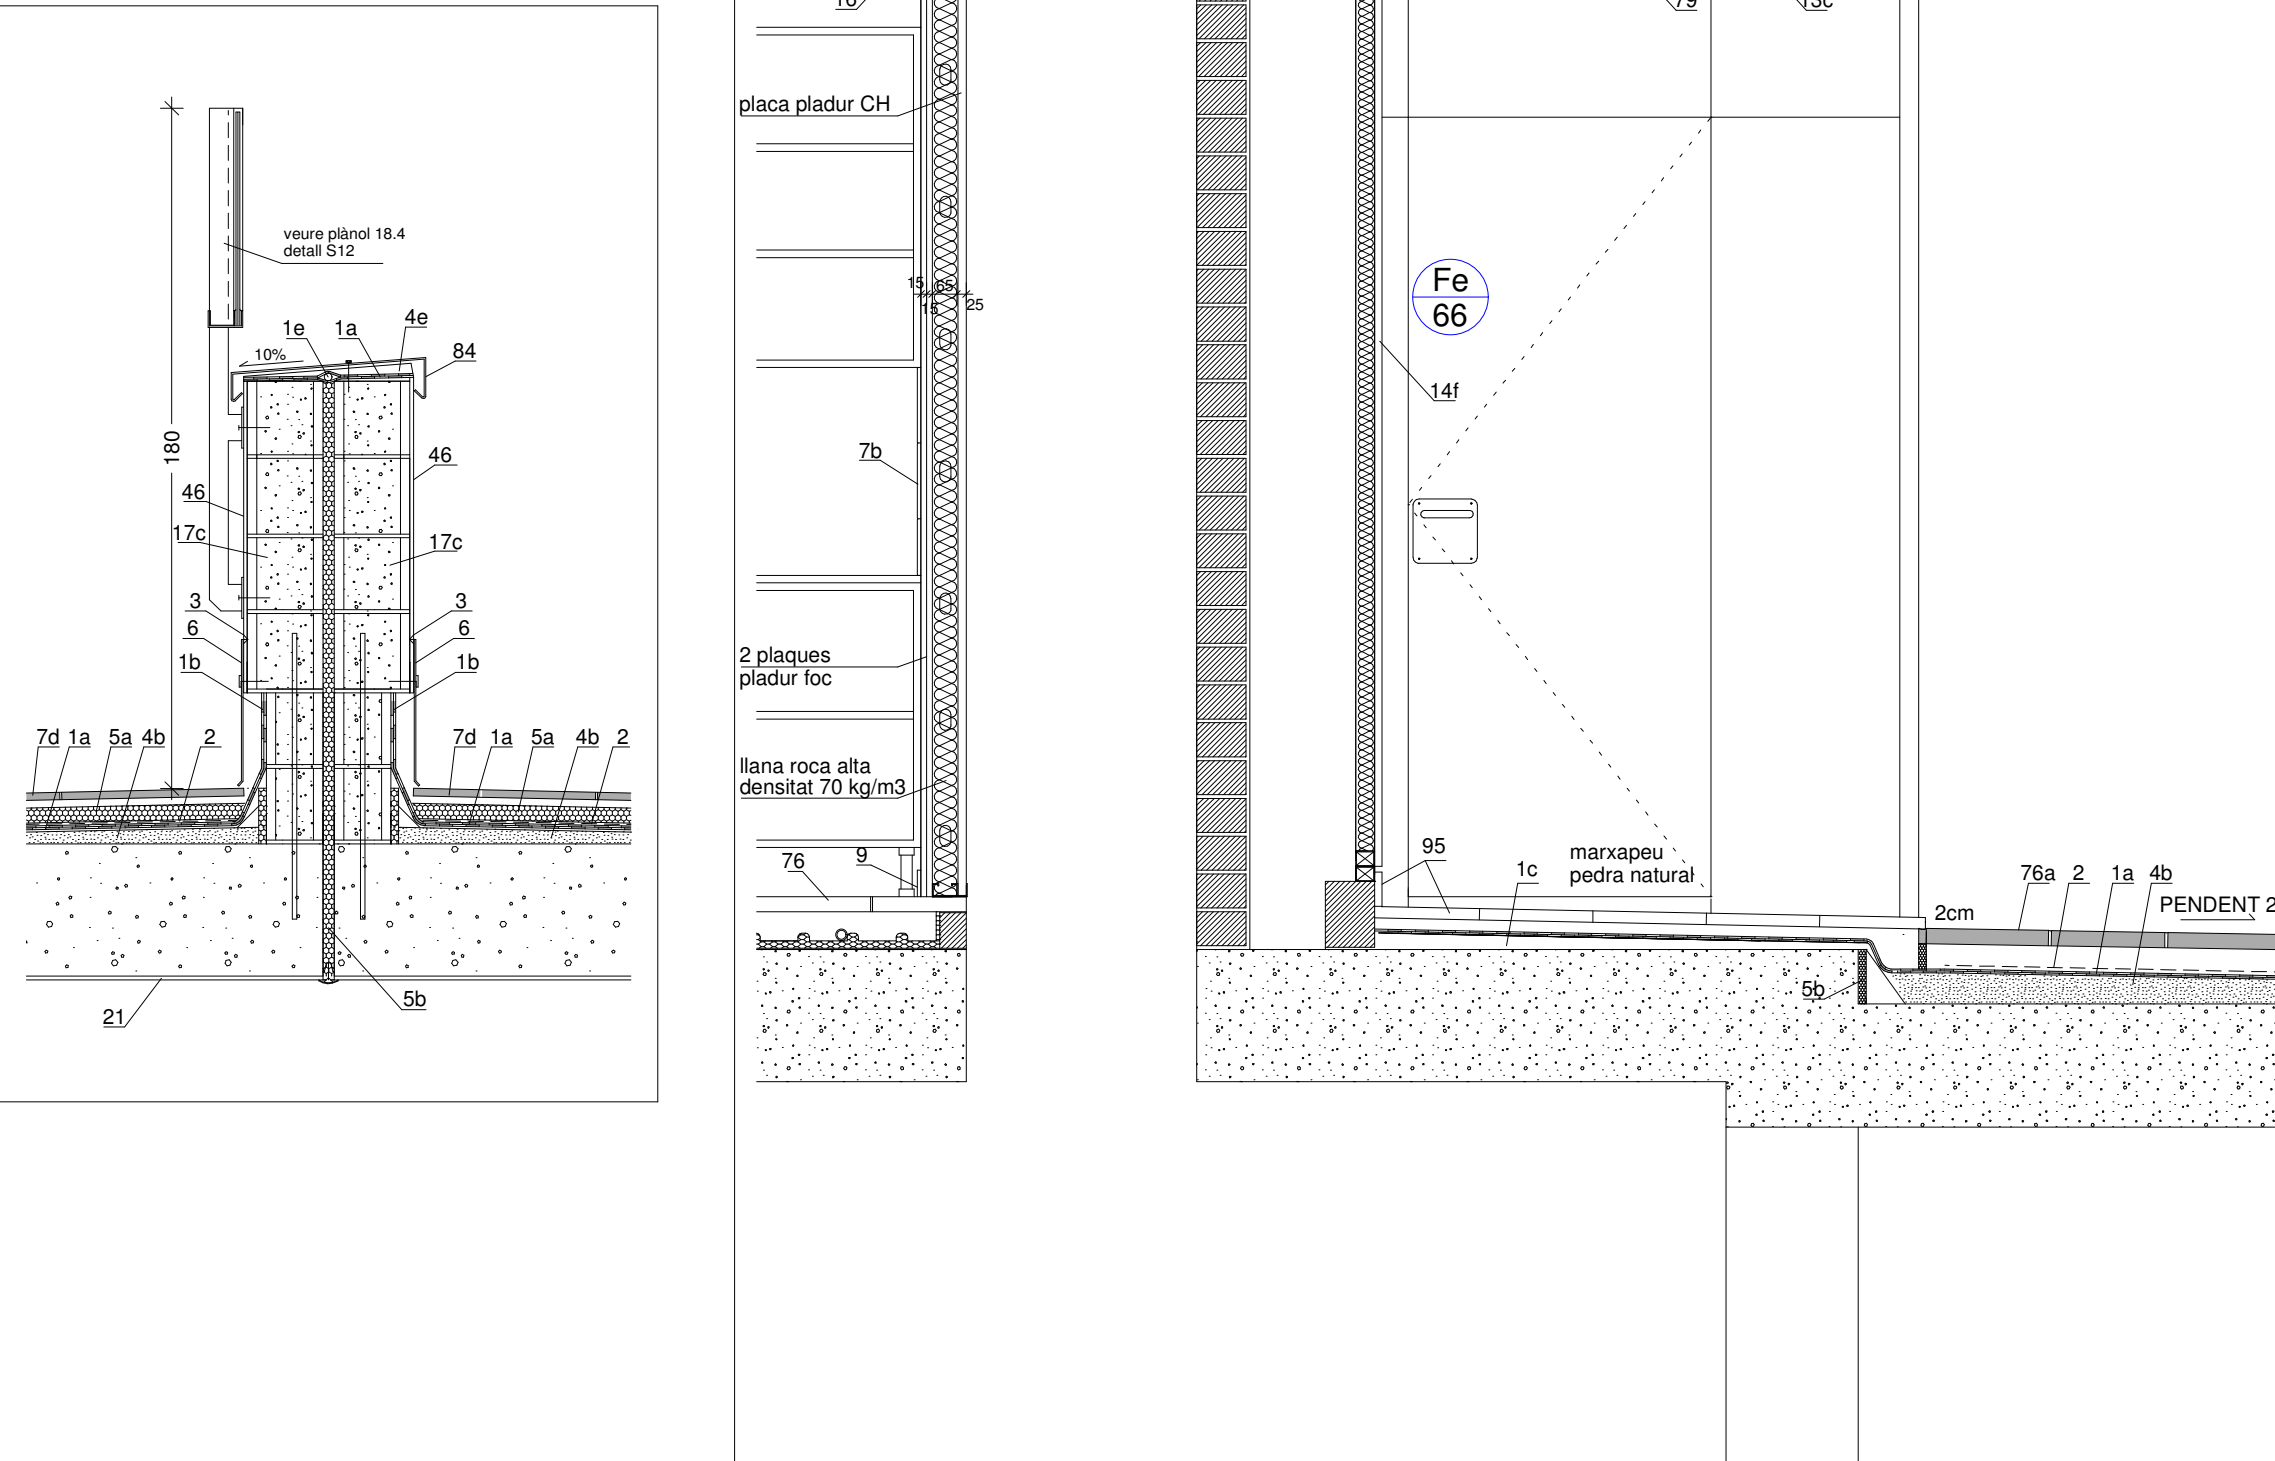 16
79
13c
placa pladur CH
veure plànol 18.4
detall S12
15
65
15
25
Fe
66
1e
1a
4e
84
10%
14f
180
46
46
7b
17c
17c
3
3
6
6
1b
1b
2 plaques
pladur foc
7d
1a
5a
4b
2
7d
1a
5a
4b
2
llana roca alta
densitat 70 kg/m3
76
9
95
1c
marxapeu
pedra natural
76a
2
1a
4b
2cm
PENDENT 2
5b
5b
21